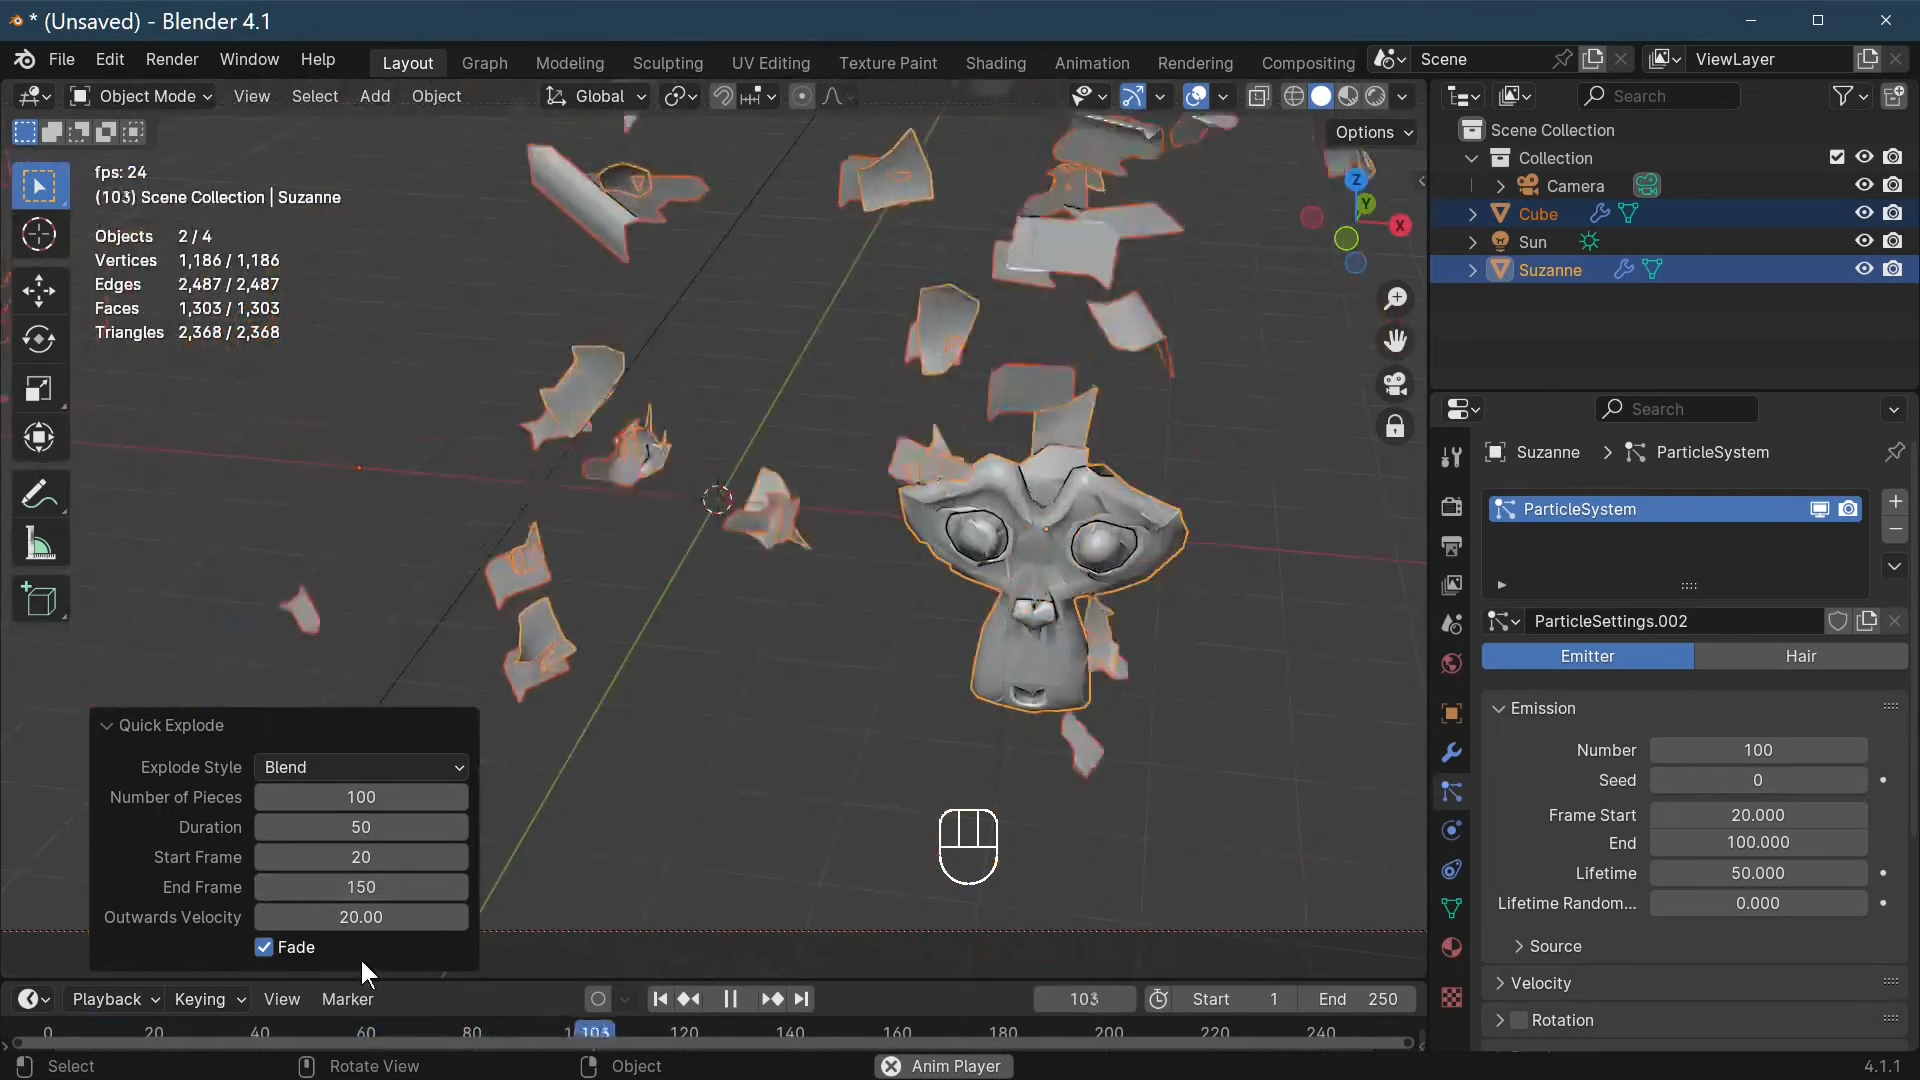 * (Unsaved) - Blender 4.1
File Edit Render Window Help
Layout Graph Modeling Sculpting UV Editing Texture Paint Shading Animation Rendering Compositing
Scene
ViewLayer
Object Mode View Select Add Object
Global
Search
Options
Z
Y
X
fps: 24
(103) Scene Collection | Suzanne
Objects 2 / 4
Vertices 1,186 / 1,186
Edges 2,487 / 2,487
Faces 1,303 / 1,303
Triangles 2,368 / 2,368
Scene Collection
Collection
Camera
Cube
Sun
Suzanne
Search
Suzanne > ParticleSystem
ParticleSystem
ParticleSettings.002
Emitter Hair
Emission
Number 100
Seed 0
Frame Start 20.000
End 100.000
Lifetime 50.000
Lifetime Random... 0.000
Source
Velocity
Rotation
Quick Explode
Explode Style Blend
Number of Pieces 100
Duration 50
Start Frame 20
End Frame 150
Outwards Velocity 20.00
Fade
Playback Keying View Marker
103
Start 1
End 250
0 20 40 60 80 103 120 140 160 180 200 220 240
Select
Rotate View
Object
Anim Player
4.1.1